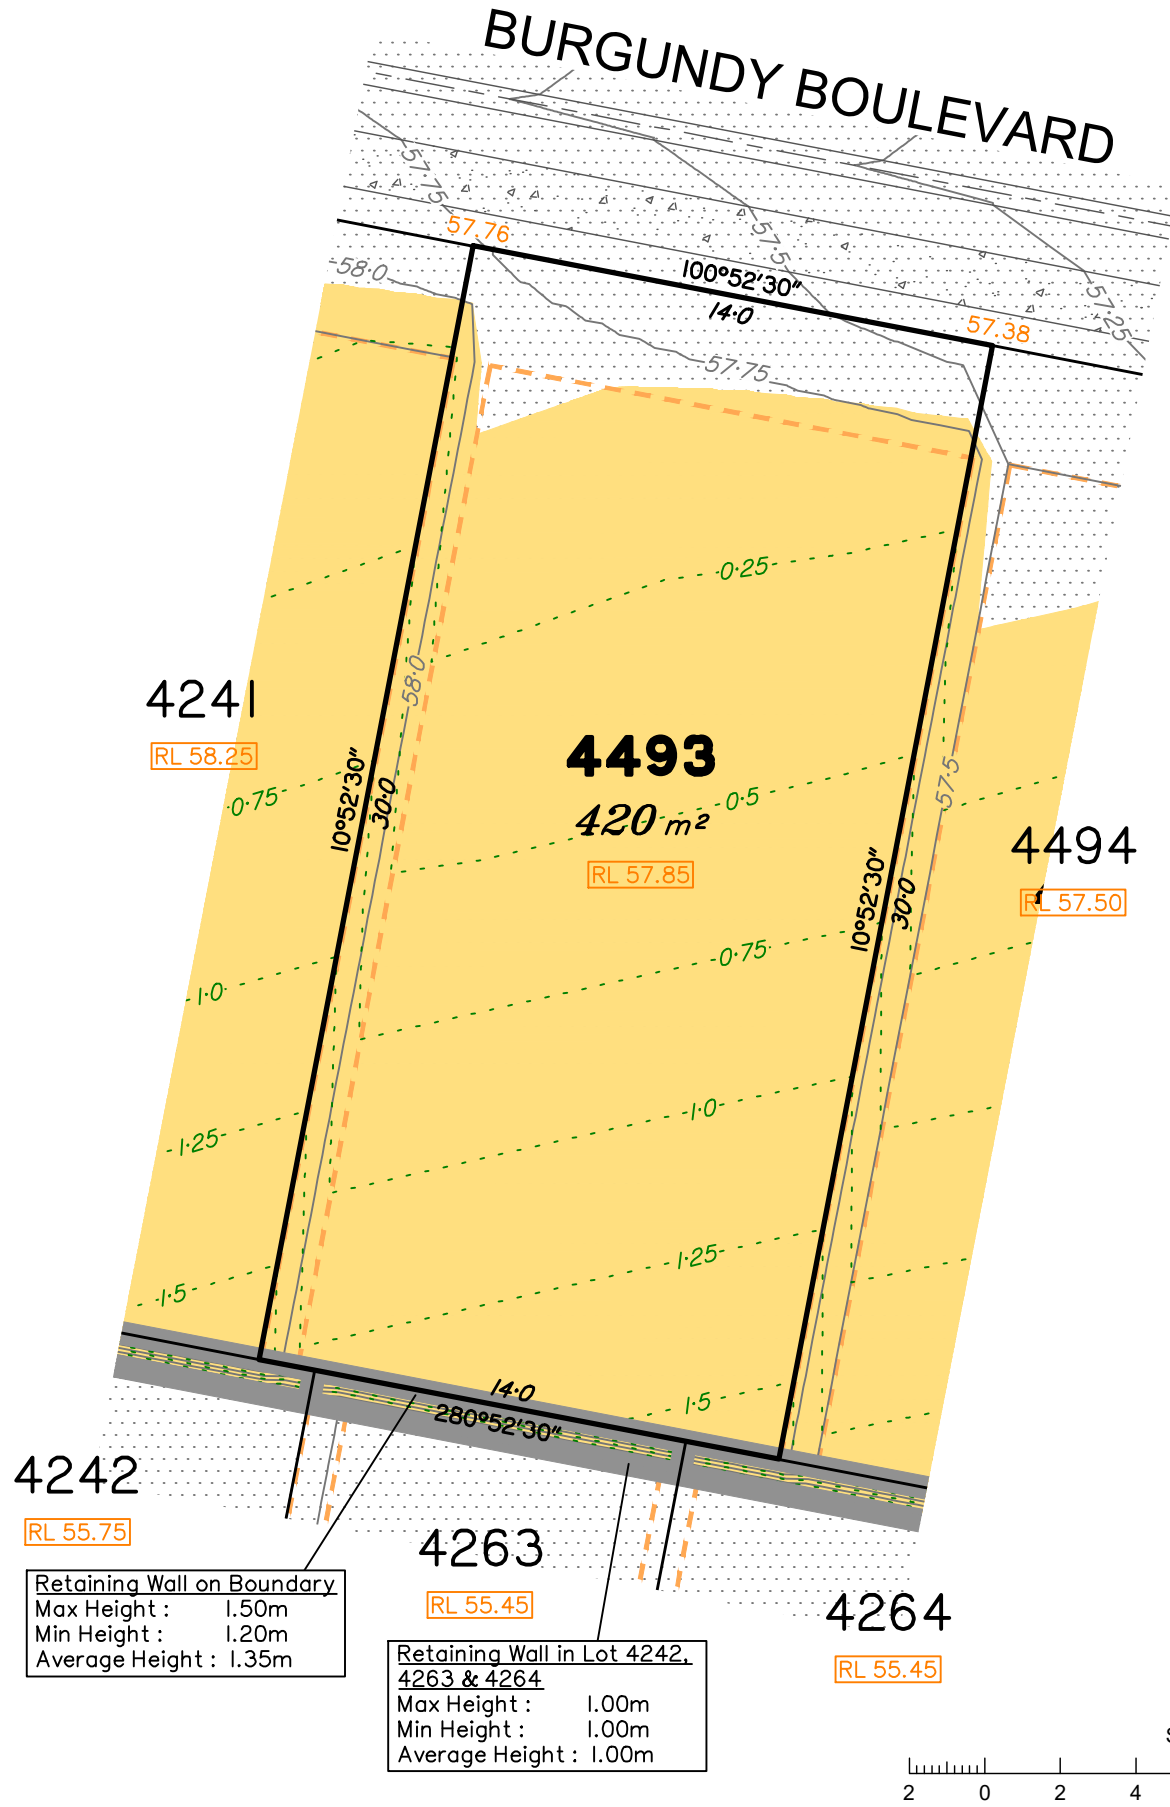 BURGUNDY BOULEVARD
57·75
57.76
57·5
58·0
100°52'30"
14·0
57.38
57·25
57·75
0·25
58·0
4241
RL 58.25
4493
420 m²
RL 57.85
10°52'30"
30·0
0·75
0·5
57·5
4494
RL 57.50
10°52'30"
30·0
0·75
1·0
1·0
1·25
1·25
1·5
1·5
14·0
280°52'30"
4242
RL 55.75
4263
RL 55.45
4264
RL 55.45
Retaining Wall on Boundary
Max Height : 1.50m
Min Height : 1.20m
Average Height : 1.35m
Retaining Wall in Lot 4242,
4263 & 4264
Max Height : 1.00m
Min Height : 1.00m
Average Height : 1.00m
2 0 2 4